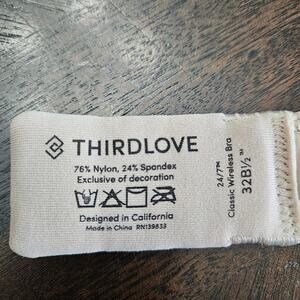 THIRDLOVE
76% Nylon, 24% Spandex
Exclusive of decoration
Designed in California
Made in China RN139833
24/7™
Classic Wireless Bra
32B½™